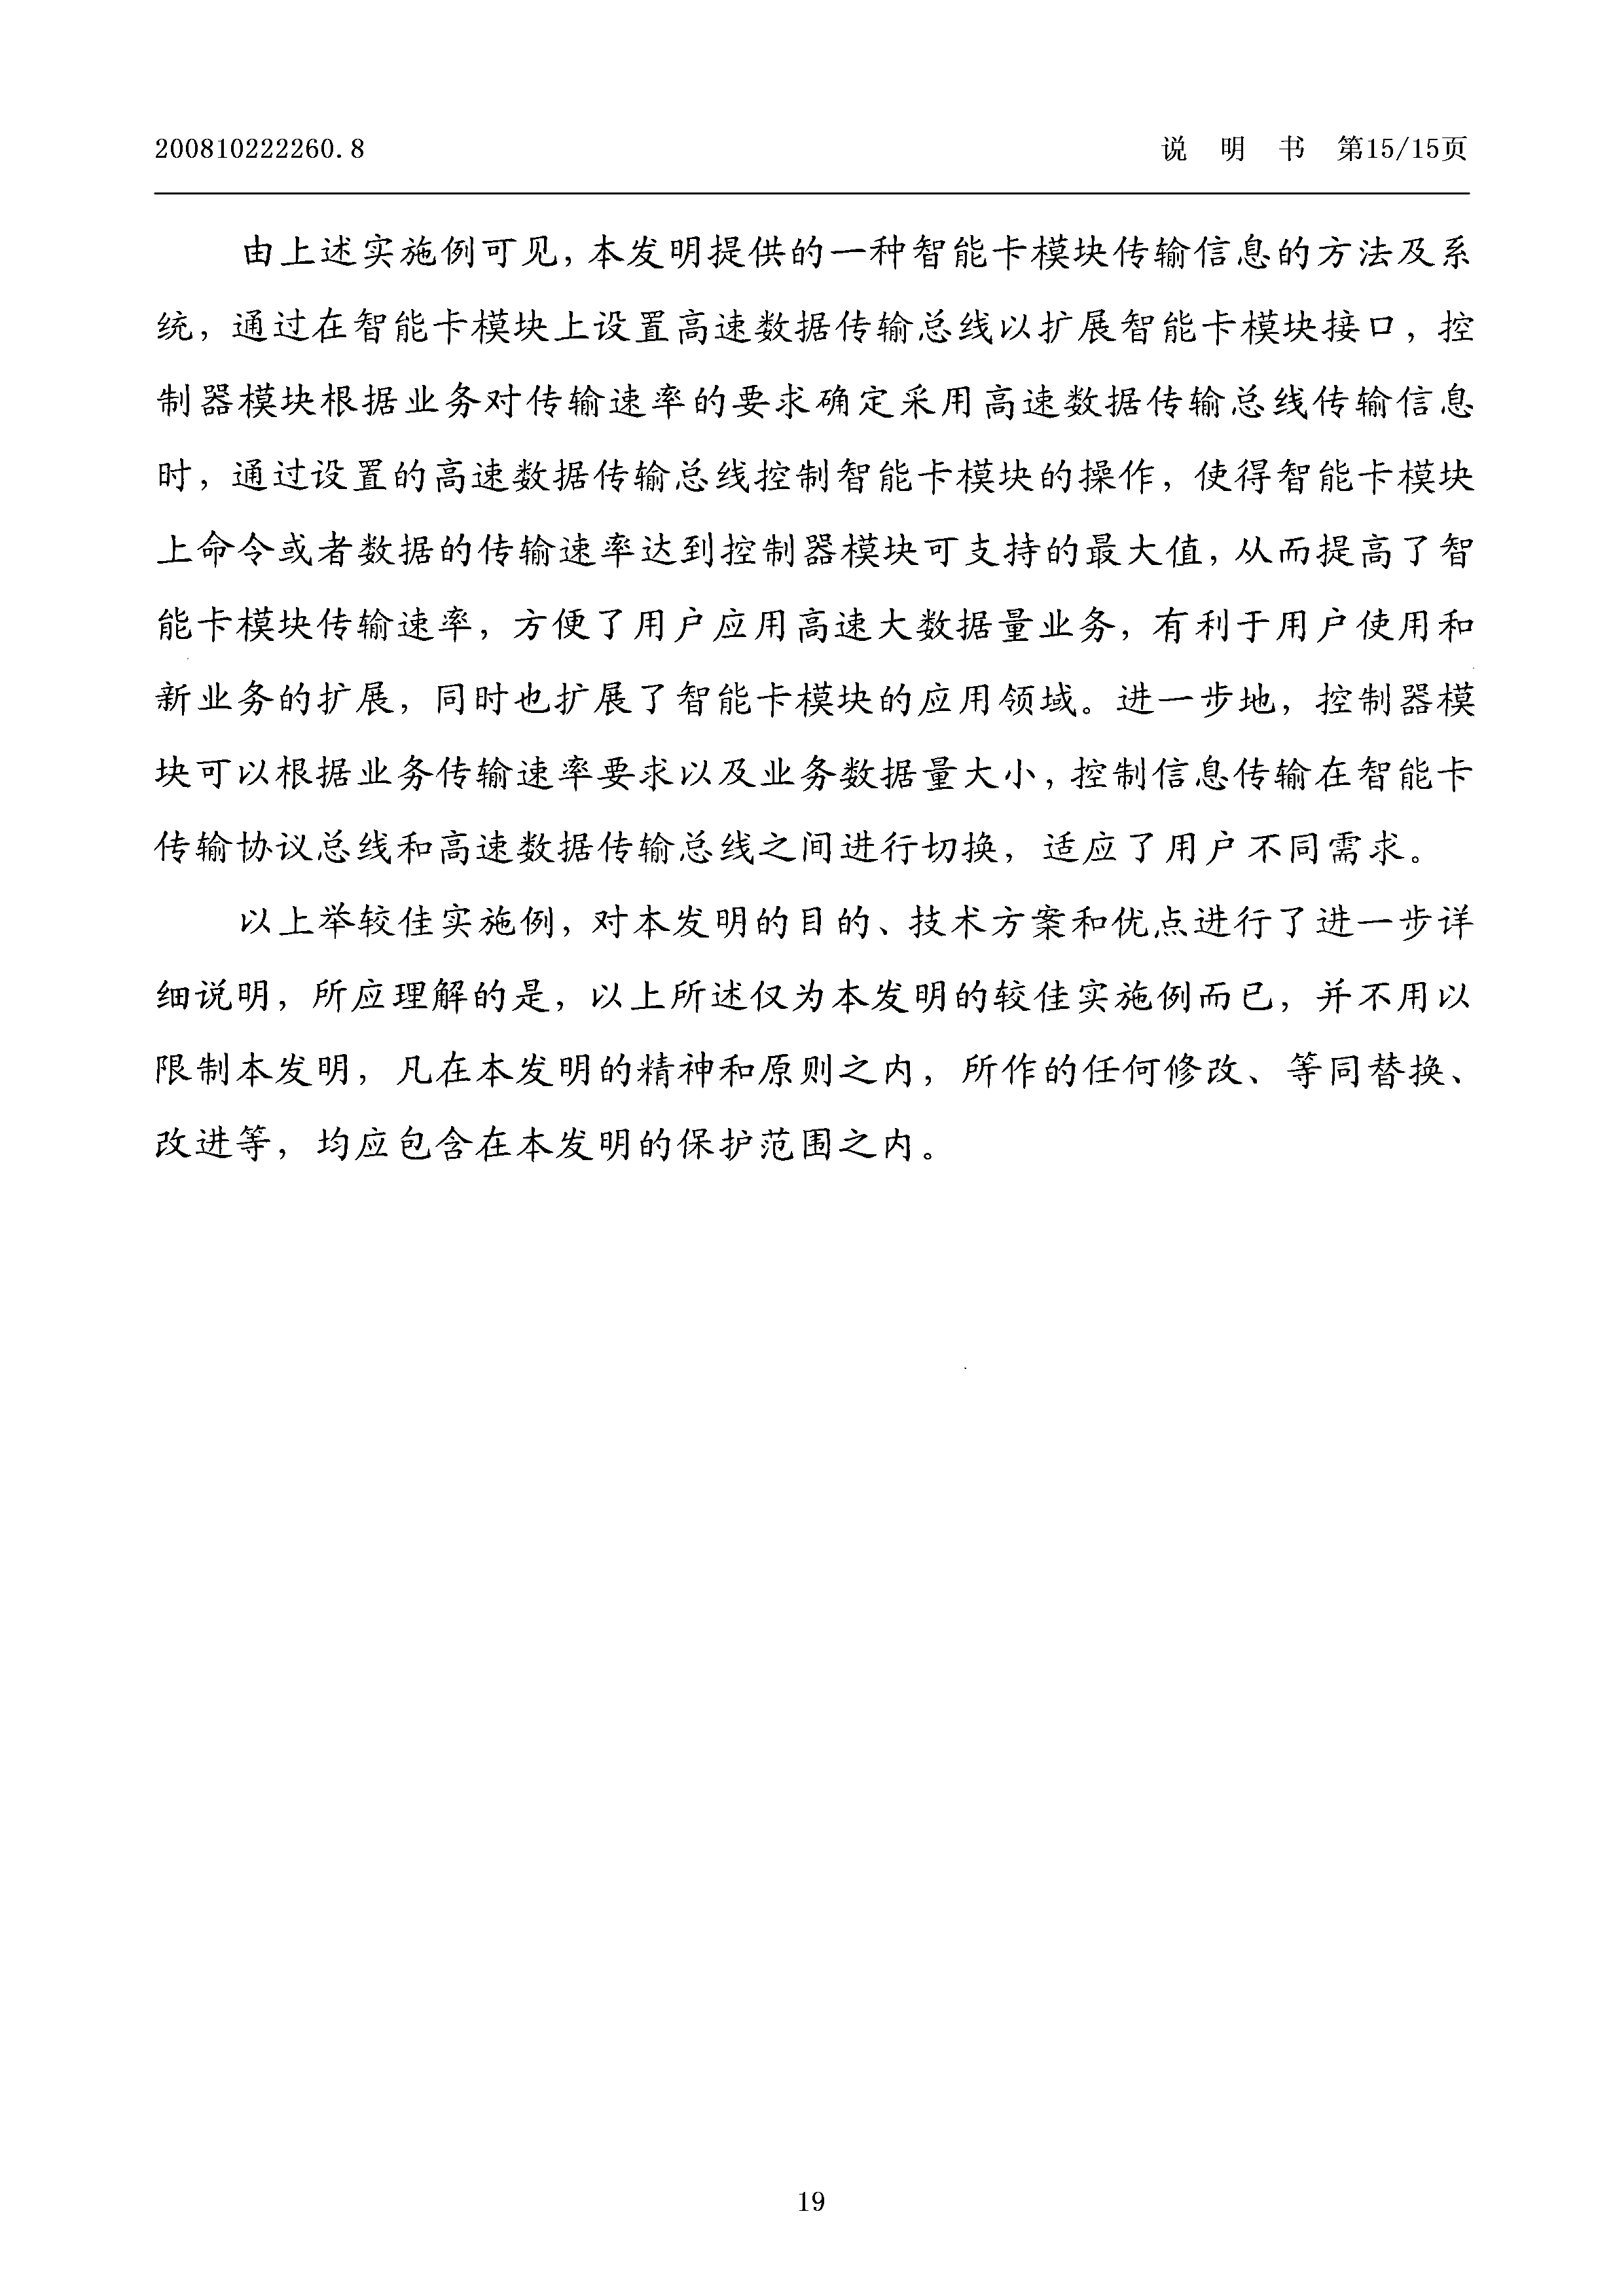 200810222260.8 说 明 书 第15/15页
由上述实施例可见，本发明提供的一种智能卡模块传输信息的方法及系
统，通过在智能卡模块上设置高速数据传输总线以扩展智能卡模块接口，控
制器模块根据业务对传输速率的要求确定采用高速数据传输总线传输信息
时，通过设置的高速数据传输总线控制智能卡模块的操作，使得智能卡模块
上命令或者数据的传输速率达到控制器模块可支持的最大值，从而提高了智
能卡模块传输速率，方便了用户应用高速大数据量业务，有利于用户使用和
新业务的扩展，同时也扩展了智能卡模块的应用领域。进一步地，控制器模
块可以根据业务传输速率要求以及业务数据量大小，控制信息传输在智能卡
传输协议总线和高速数据传输总线之间进行切换，适应了用户不同需求。
以上举较佳实施例，对本发明的目的、技术方案和优点进行了进一步详
细说明，所应理解的是，以上所述仅为本发明的较佳实施例而已，并不用以
限制本发明，凡在本发明的精神和原则之内，所作的任何修改、等同替换、
改进等，均应包含在本发明的保护范围之内。
19